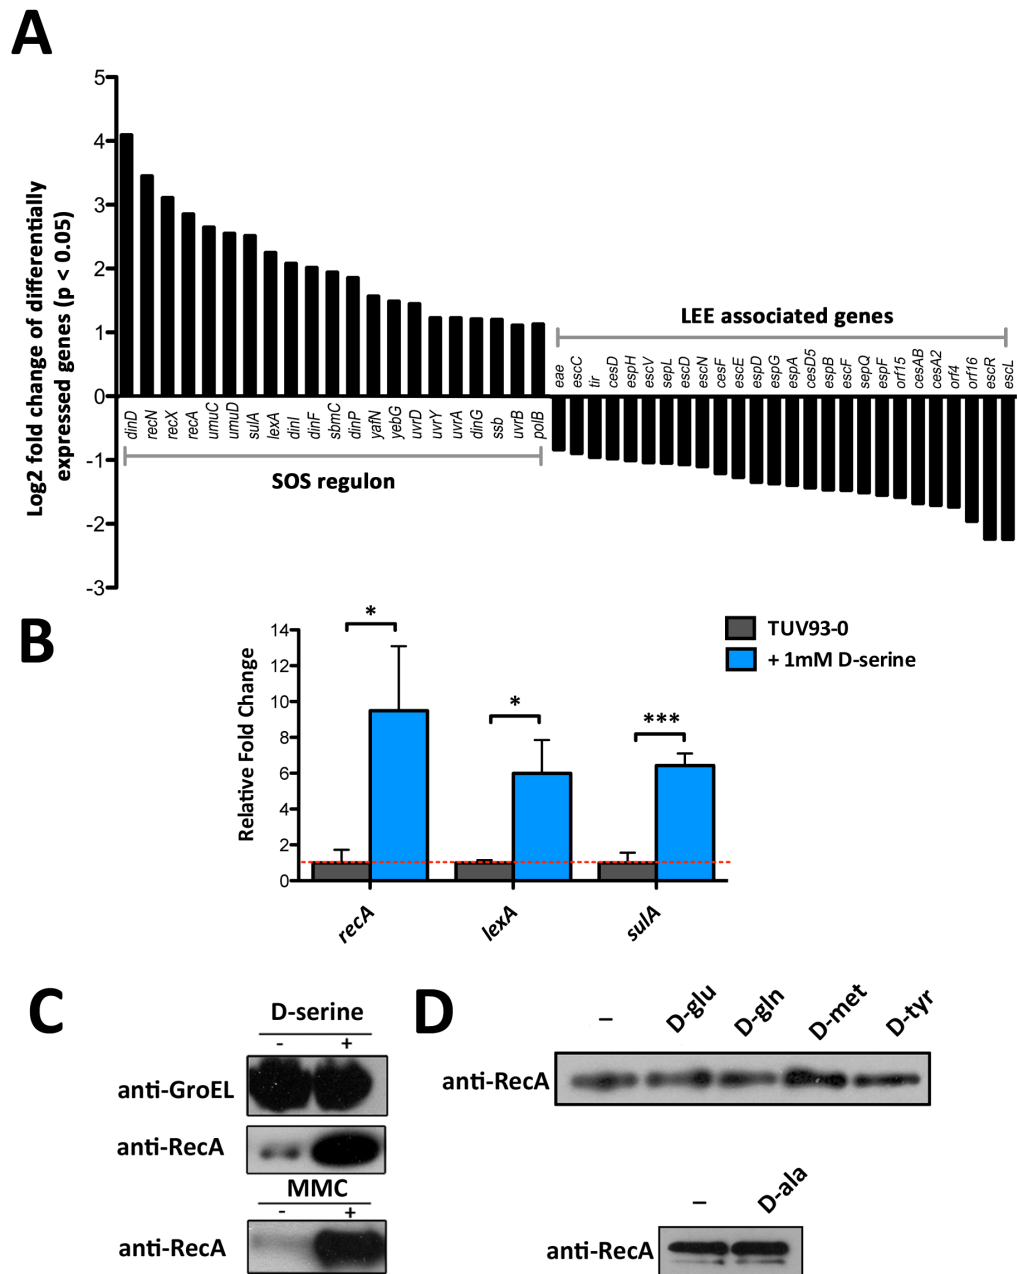 A
Log2 fold change of differentially
expressed genes (p < 0.05)
5
4
3
2
1
0
-1
-2
-3
LEE associated genes
eae escC tir cesD espH escV sepL escD escN cesF escE espD espG espA cesD5 espB escF sepQ espF orf15 cesAB cesA2 orf4 orf16 escR escL
dinD recN recX recA umuC umuD sulA lexA dinI dinF sbmC dinP yafN yebG uvrD uvrY uvrA dinG ssb uvrB polB
SOS regulon
B
Relative Fold Change
14
12
10
8
6
4
2
0
* * ***
TUV93-0
+ 1mM D-serine
recA lexA sulA
C
D-serine
- +
anti-GroEL
anti-RecA
MMC
- +
anti-RecA
D
– D-glu D-gln D-met D-tyr
anti-RecA
– D-ala
anti-RecA